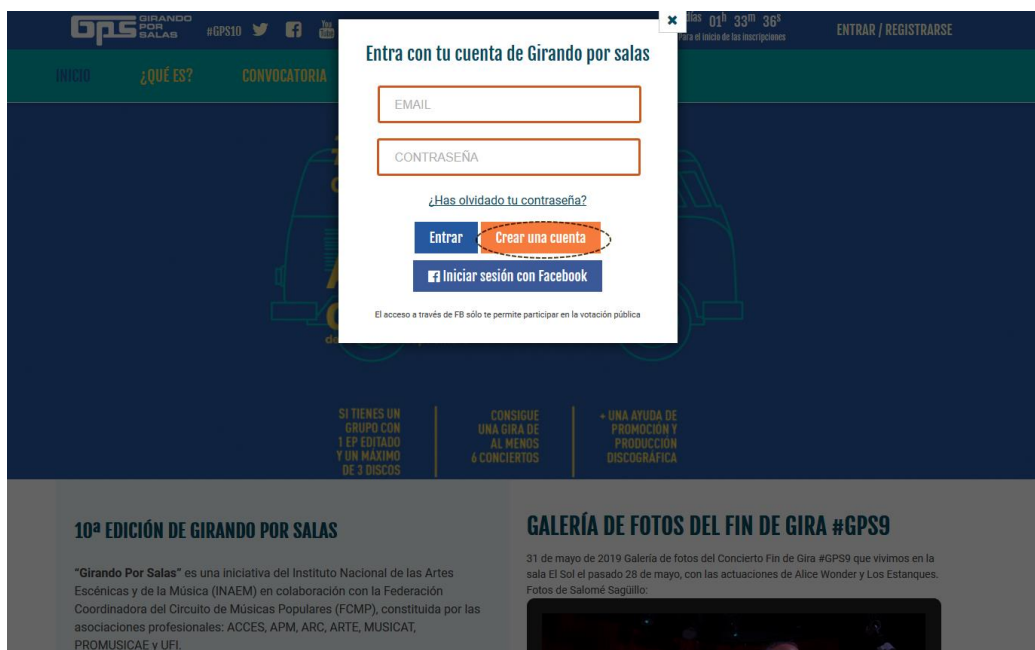 GPS GIRANDO
POR
SALAS
#GPS10
You
días 01h 33m 36s
Para el inicio de las inscripciones
ENTRAR / REGISTRARSE
INICIO
¿QUÉ ES?
CONVOCATORIA
Entra con tu cuenta de Girando por salas
EMAIL
CONTRASEÑA
¿Has olvidado tu contraseña?
Entrar
Crear una cuenta
Iniciar sesión con Facebook
El acceso a través de FB sólo te permite participar en la votación pública
SI TIENES UN
GRUPO CON
1 EP EDITADO
Y UN MÁXIMO
DE 3 DISCOS
CONSIGUE
UNA GIRA DE
AL MENOS
6 CONCIERTOS
+ UNA AYUDA DE
PROMOCIÓN Y
PRODUCCIÓN
DISCOGRÁFICA
10ª EDICIÓN DE GIRANDO POR SALAS
"Girando Por Salas" es una iniciativa del Instituto Nacional de las Artes
Escénicas y de la Música (INAEM) en colaboración con la Federación
Coordinadora del Circuito de Músicas Populares (FCMP), constituida por las
asociaciones profesionales: ACCES, APM, ARC, ARTE, MUSICAT,
PROMUSICAE y UFI.
GALERÍA DE FOTOS DEL FIN DE GIRA #GPS9
31 de mayo de 2019 Galería de fotos del Concierto Fin de Gira #GPS9 que vivimos en la
sala El Sol el pasado 28 de mayo, con las actuaciones de Alice Wonder y Los Estanques.
Fotos de Salomé Sagüillo: